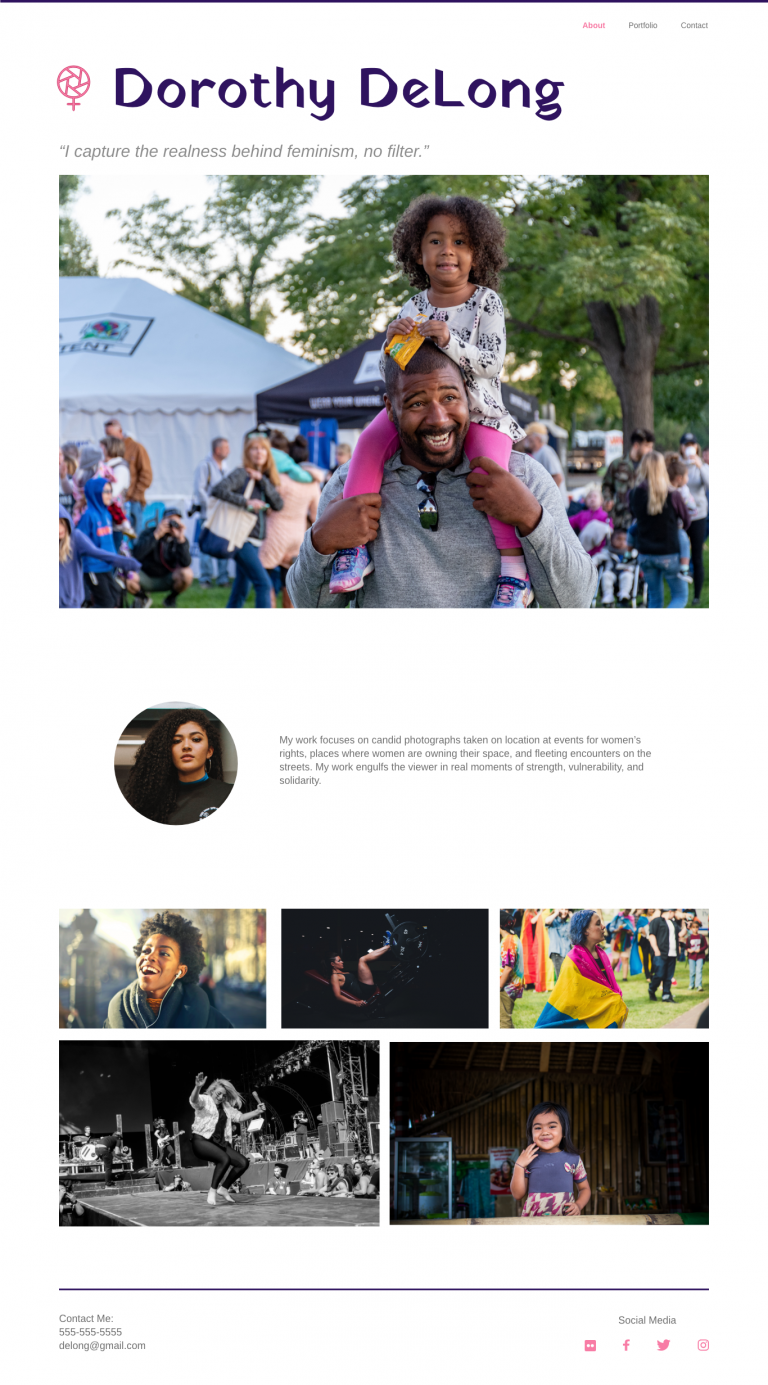 About Portfolio Contact
Dorothy DeLong
“I capture the realness behind feminism, no filter.”
TENT
My work focuses on candid photographs taken on location at events for women’s
rights, places where women are owning their space, and fleeting encounters on the
streets. My work engulfs the viewer in real moments of strength, vulnerability, and
solidarity.
Contact Me:
555-555-5555
delong@gmail.com
Social Media